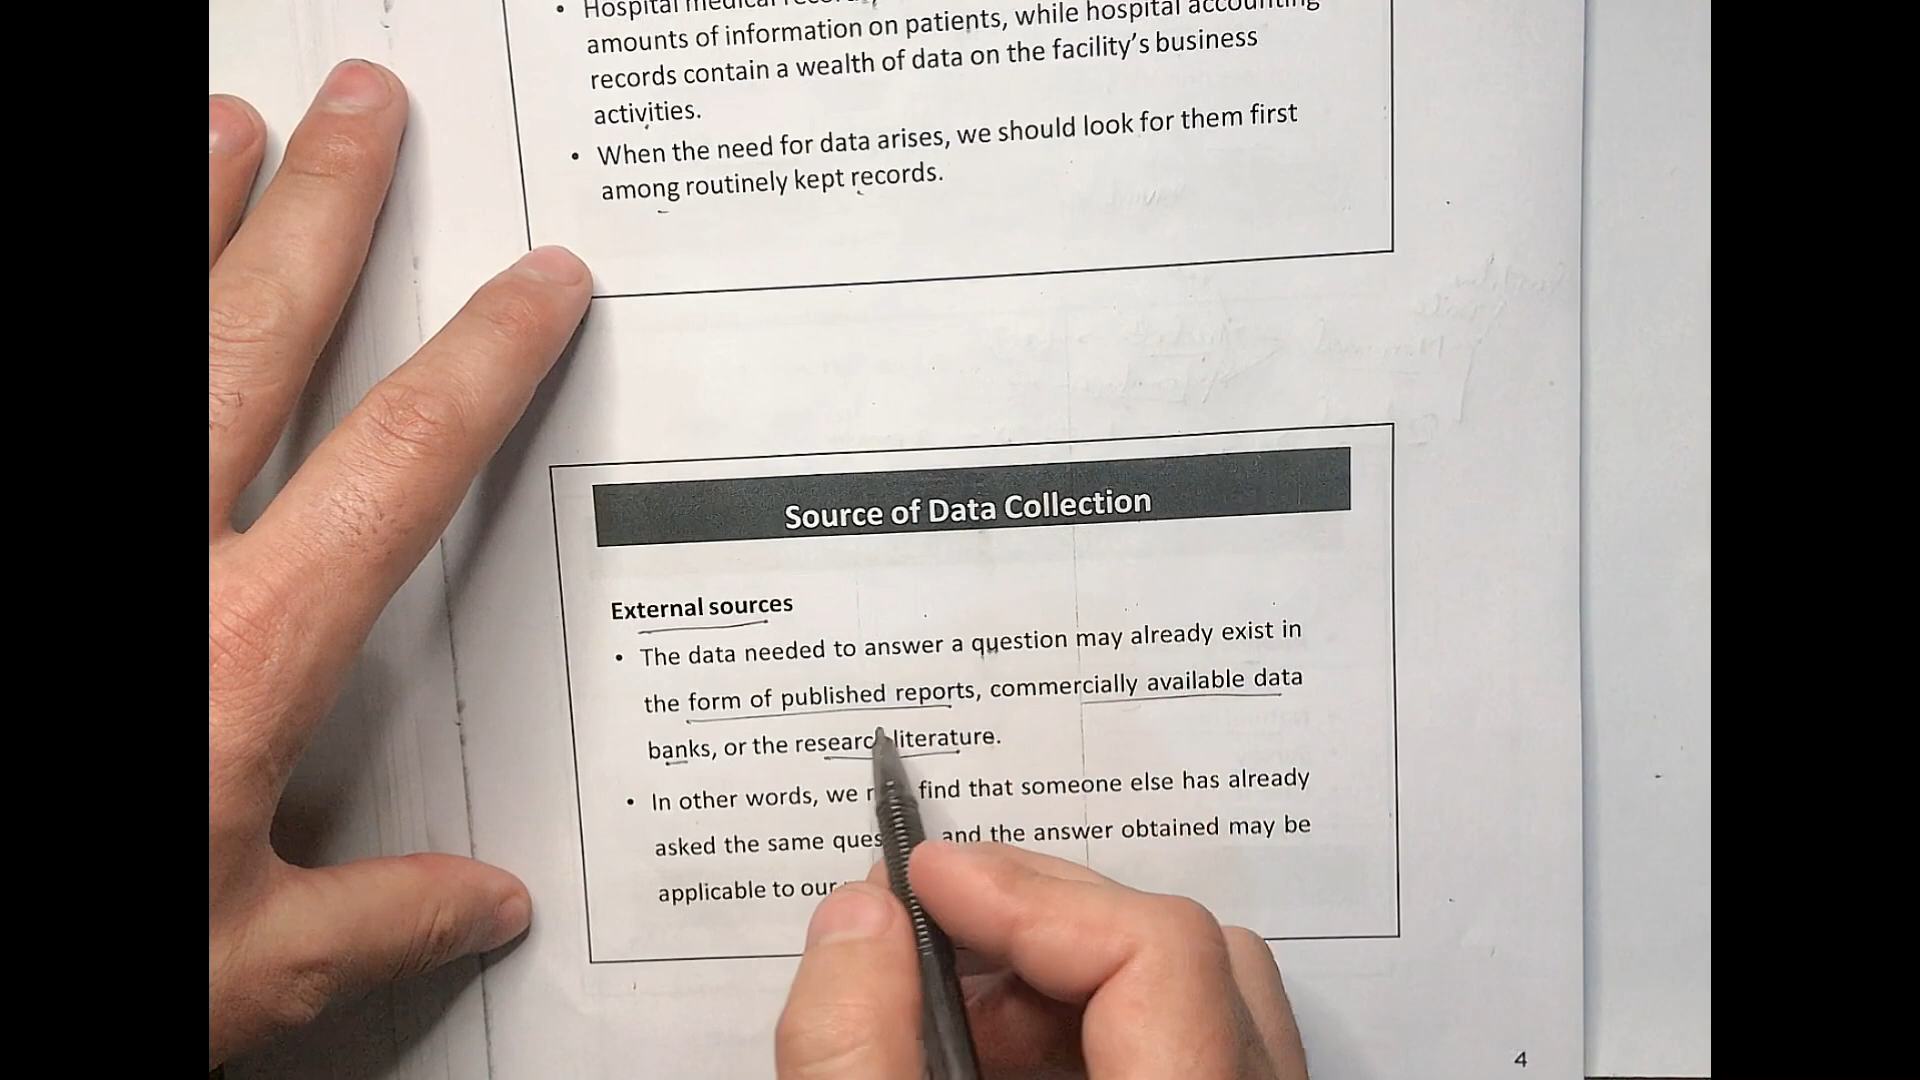 • Hospital medical
amounts of information on patients, while hospital accounting
records contain a wealth of data on the facility's business
activities.
• When the need for data arises, we should look for them first
among routinely kept records.
Source of Data Collection
External sources
• The data needed to answer a question may already exist in
the form of published reports, commercially available data
banks, or the research literature.
• In other words, we find that someone else has already
asked the same and the answer obtained may be
applicable to our
4